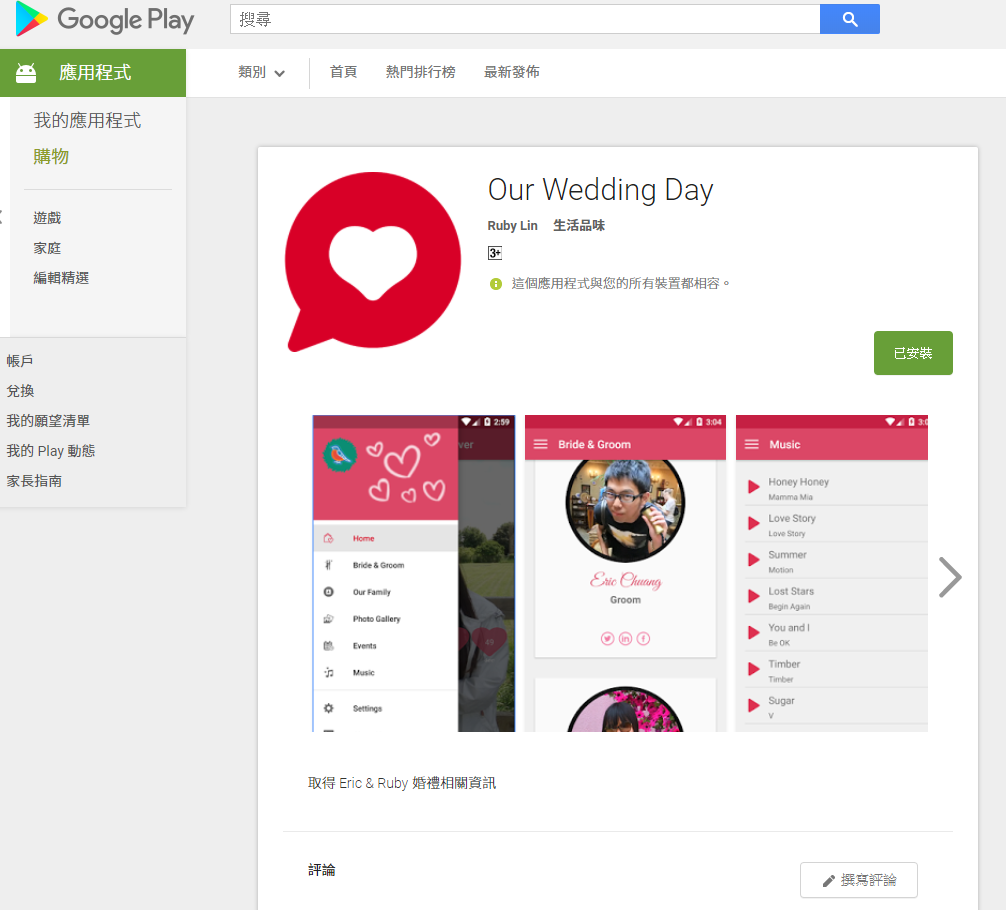 Google Play
搜尋
應用程式
類別
首頁
熱門排行榜
最新發佈
我的應用程式
購物
遊戲
家庭
編輯精選
帳戶
兌換
我的願望清單
我的 Play 動態
家長指南
Our Wedding Day
Ruby Lin 生活品味
3+
這個應用程式與您的所有裝置都相容。
已安裝
2:59
ver
Home
Bride & Groom
Our Family
Photo Gallery
Events
Music
Settings
3:04
Bride & Groom
Eric Chuang
Groom
Music
Honey Honey
Mamma Mia
Love Story
Love Story
Summer
Motion
Lost Stars
Begin Again
You and I
Be OK
Timber
Timber
Sugar
V
取得 Eric & Ruby 婚禮相關資訊
評論
撰寫評論